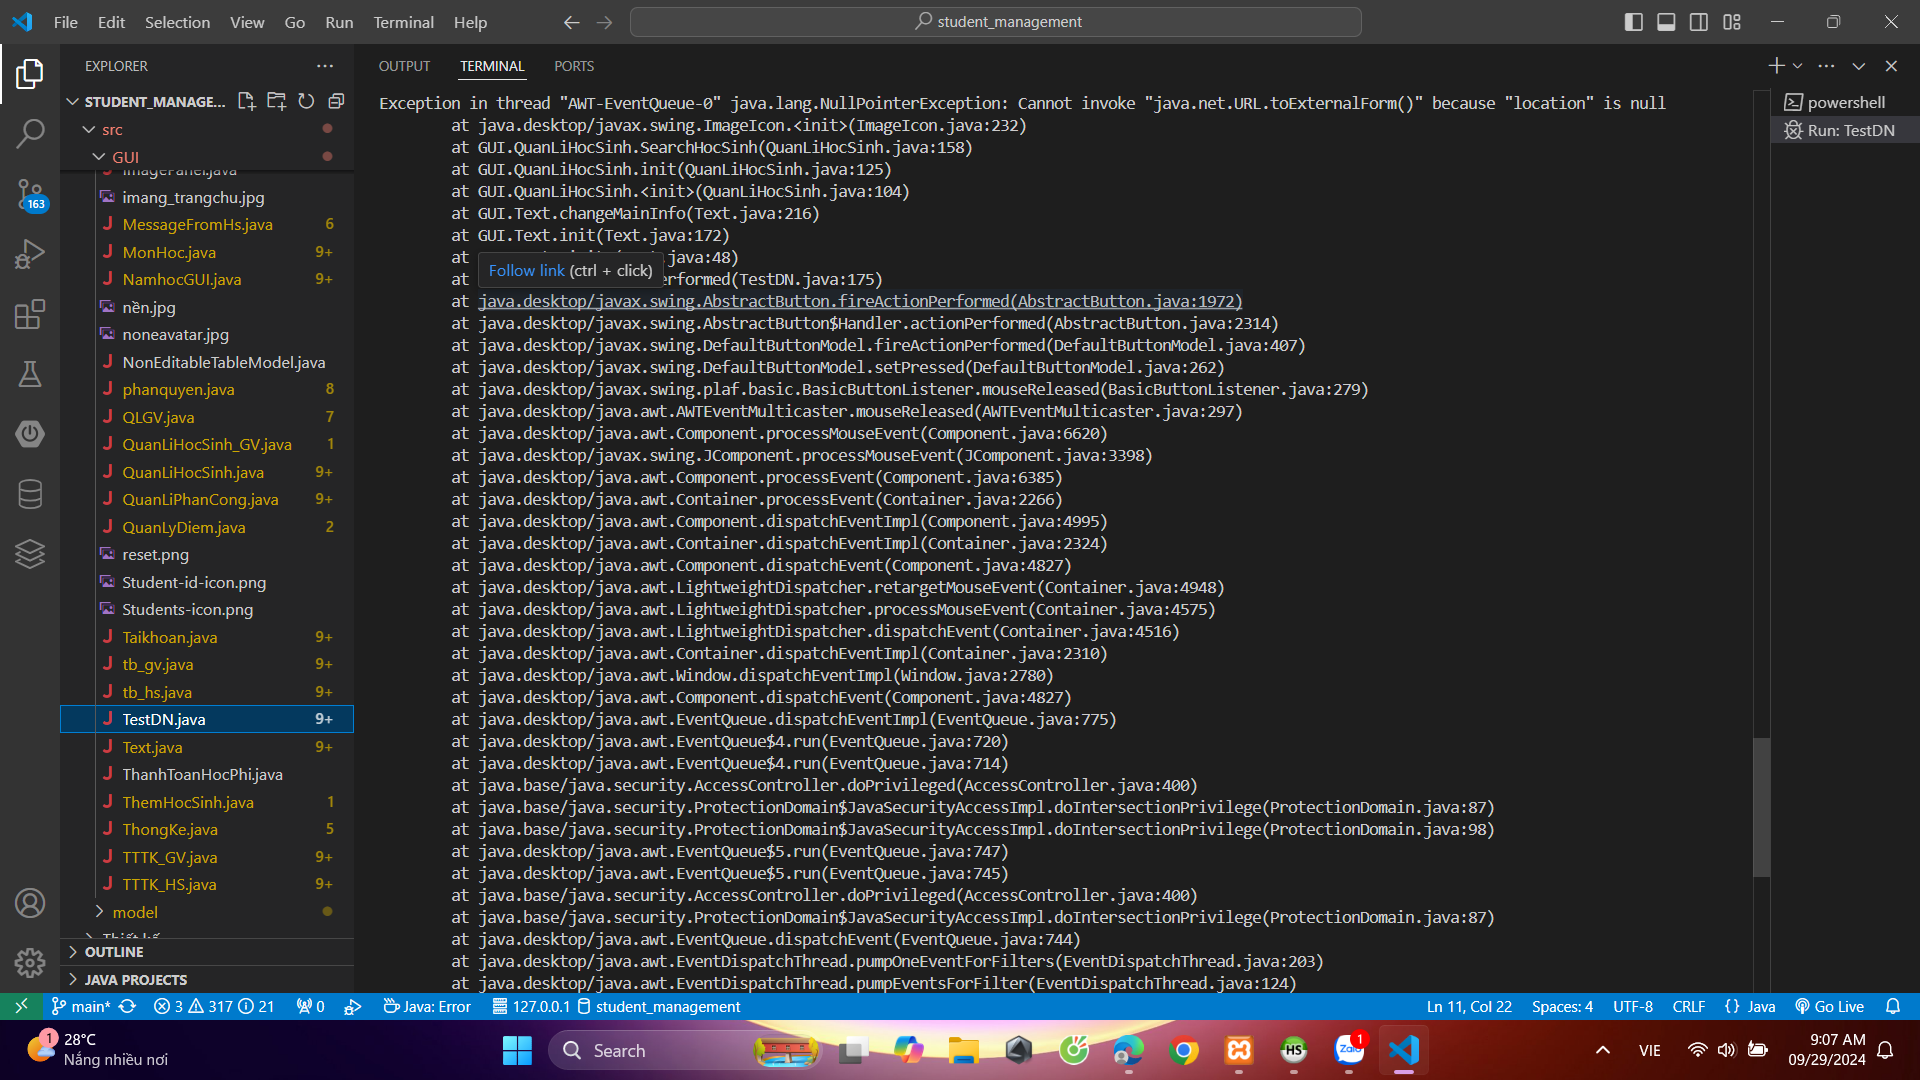 File Edit Selection View Go Run Terminal Help
student_management
EXPLORER
STUDENT_MANAGE...
src
GUI
imang_trangchu.jpg
MessageFromHs.java 6
MonHoc.java 9+
NamhocGUI.java 9+
nền.jpg
noneavatar.jpg
NonEditableTableModel.java
phanquyen.java 8
QLGV.java 7
QuanLiHocSinh_GV.java 1
QuanLiHocSinh.java 9+
QuanLiPhanCong.java 9+
QuanLyDiem.java 2
reset.png
Student-id-icon.png
Students-icon.png
Taikhoan.java 9+
tb_gv.java 9+
tb_hs.java 9+
TestDN.java 9+
Text.java 9+
ThanhToanHocPhi.java
ThemHocSinh.java 1
ThongKe.java 5
TTTK_GV.java 9+
TTTK_HS.java 9+
model
OUTLINE
JAVA PROJECTS
163
OUTPUT TERMINAL PORTS
powershell
Run: TestDN
Exception in thread "AWT-EventQueue-0" java.lang.NullPointerException: Cannot invoke "java.net.URL.toExternalForm()" because "location" is null
at java.desktop/javax.swing.ImageIcon.<init>(ImageIcon.java:232)
at GUI.QuanLiHocSinh.SearchHocSinh(QuanLiHocSinh.java:158)
at GUI.QuanLiHocSinh.init(QuanLiHocSinh.java:125)
at GUI.QuanLiHocSinh.<init>(QuanLiHocSinh.java:104)
at GUI.Text.changeMainInfo(Text.java:216)
at GUI.Text.init(Text.java:172)
at .java:48)
Follow link (ctrl + click)
at erformed(TestDN.java:175)
at java.desktop/javax.swing.AbstractButton.fireActionPerformed(AbstractButton.java:1972)
at java.desktop/javax.swing.AbstractButton$Handler.actionPerformed(AbstractButton.java:2314)
at java.desktop/javax.swing.DefaultButtonModel.fireActionPerformed(DefaultButtonModel.java:407)
at java.desktop/javax.swing.DefaultButtonModel.setPressed(DefaultButtonModel.java:262)
at java.desktop/javax.swing.plaf.basic.BasicButtonListener.mouseReleased(BasicButtonListener.java:279)
at java.desktop/java.awt.AWTEventMulticaster.mouseReleased(AWTEventMulticaster.java:297)
at java.desktop/java.awt.Component.processMouseEvent(Component.java:6620)
at java.desktop/javax.swing.JComponent.processMouseEvent(JComponent.java:3398)
at java.desktop/java.awt.Component.processEvent(Component.java:6385)
at java.desktop/java.awt.Container.processEvent(Container.java:2266)
at java.desktop/java.awt.Component.dispatchEventImpl(Component.java:4995)
at java.desktop/java.awt.Container.dispatchEventImpl(Container.java:2324)
at java.desktop/java.awt.Component.dispatchEvent(Component.java:4827)
at java.desktop/java.awt.LightweightDispatcher.retargetMouseEvent(Container.java:4948)
at java.desktop/java.awt.LightweightDispatcher.processMouseEvent(Container.java:4575)
at java.desktop/java.awt.LightweightDispatcher.dispatchEvent(Container.java:4516)
at java.desktop/java.awt.Container.dispatchEventImpl(Container.java:2310)
at java.desktop/java.awt.Window.dispatchEventImpl(Window.java:2780)
at java.desktop/java.awt.Component.dispatchEvent(Component.java:4827)
at java.desktop/java.awt.EventQueue.dispatchEventImpl(EventQueue.java:775)
at java.desktop/java.awt.EventQueue$4.run(EventQueue.java:720)
at java.desktop/java.awt.EventQueue$4.run(EventQueue.java:714)
at java.base/java.security.AccessController.doPrivileged(AccessController.java:400)
at java.base/java.security.ProtectionDomain$JavaSecurityAccessImpl.doIntersectionPrivilege(ProtectionDomain.java:87)
at java.base/java.security.ProtectionDomain$JavaSecurityAccessImpl.doIntersectionPrivilege(ProtectionDomain.java:98)
at java.desktop/java.awt.EventQueue$5.run(EventQueue.java:747)
at java.desktop/java.awt.EventQueue$5.run(EventQueue.java:745)
at java.base/java.security.AccessController.doPrivileged(AccessController.java:400)
at java.base/java.security.ProtectionDomain$JavaSecurityAccessImpl.doIntersectionPrivilege(ProtectionDomain.java:87)
at java.desktop/java.awt.EventQueue.dispatchEvent(EventQueue.java:744)
at java.desktop/java.awt.EventDispatchThread.pumpOneEventForFilters(EventDispatchThread.java:203)
at java.desktop/java.awt.EventDispatchThread.pumpEventsForFilter(EventDispatchThread.java:124)
main* 3 317 21 0 Java: Error 127.0.0.1 student_management Ln 11, Col 22 Spaces: 4 UTF-8 CRLF {} Java Go Live
1
28°C
Nắng nhiều nơi
Search
HS
Zalo
1
VIE
9:07 AM
09/29/2024